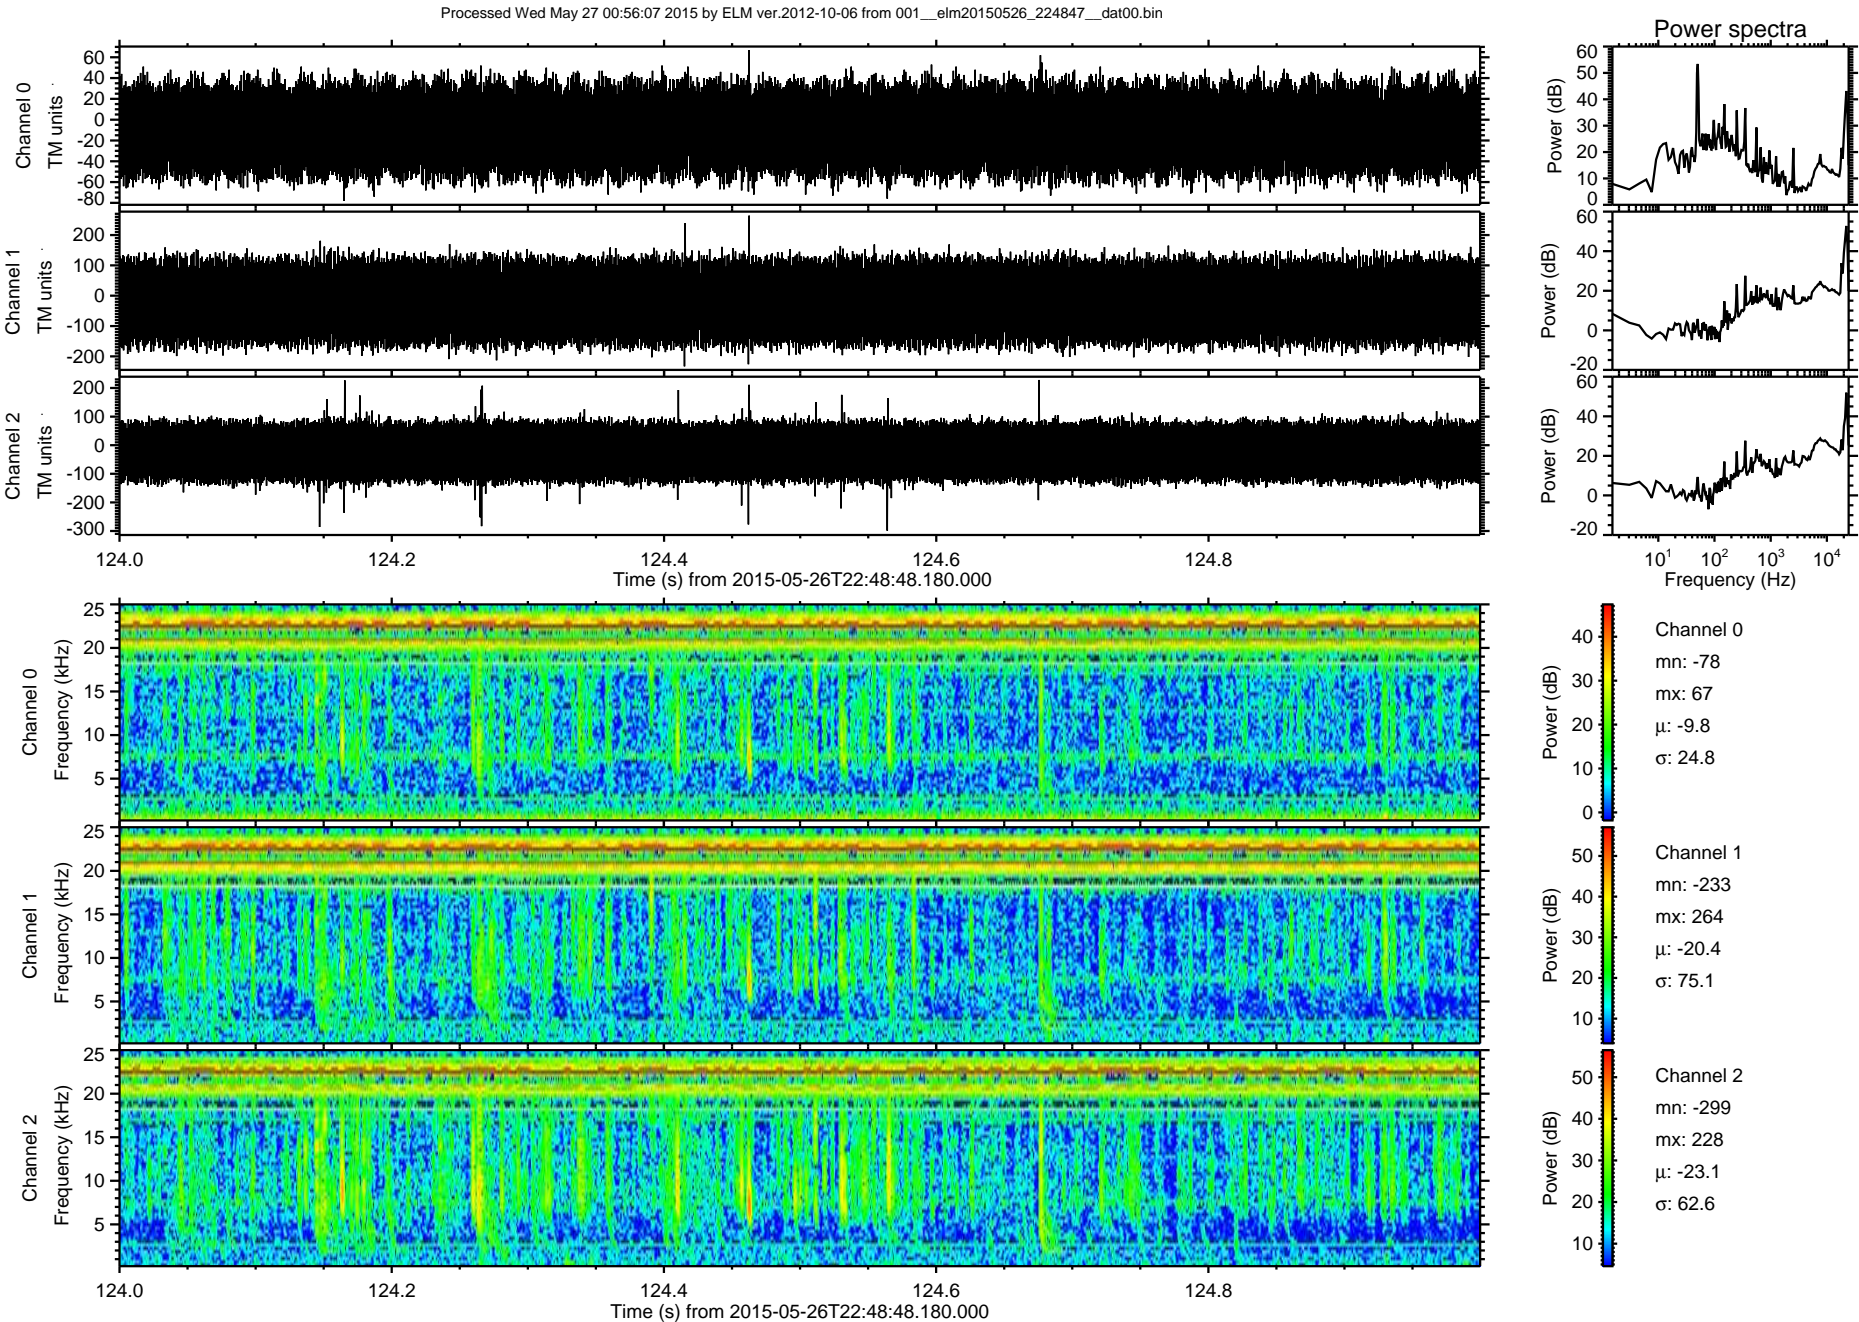 Processed Wed May 27 00:56:07 2015 by ELM ver.2012-10-06 from 001__elm20150526_224847__dat00.bin
Power spectra
Channel 0
TM units
60
40
20
0
-20
-40
-60
-80
Power (dB)
60
50
40
30
20
10
0
Channel 1
TM units
200
100
0
-100
-200
Power (dB)
60
40
20
0
-20
Channel 2
TM units
200
100
0
-100
-200
-300
Power (dB)
60
40
20
0
-20
124.0 124.2 124.4 124.6 124.8
Time (s) from 2015-05-26T22:48:48.180.000
10^1 10^2 10^3 10^4
Frequency (Hz)
Channel 0
Frequency (kHz)
25
20
15
10
5
Power (dB)
40
30
20
10
0
Channel 0
mn: -78
mx: 67
μ: -9.8
σ: 24.8
Channel 1
Frequency (kHz)
25
20
15
10
5
Power (dB)
50
40
30
20
10
Channel 1
mn: -233
mx: 264
μ: -20.4
σ: 75.1
Channel 2
Frequency (kHz)
25
20
15
10
5
Power (dB)
50
40
30
20
10
Channel 2
mn: -299
mx: 228
μ: -23.1
σ: 62.6
124.0 124.2 124.4 124.6 124.8
Time (s) from 2015-05-26T22:48:48.180.000